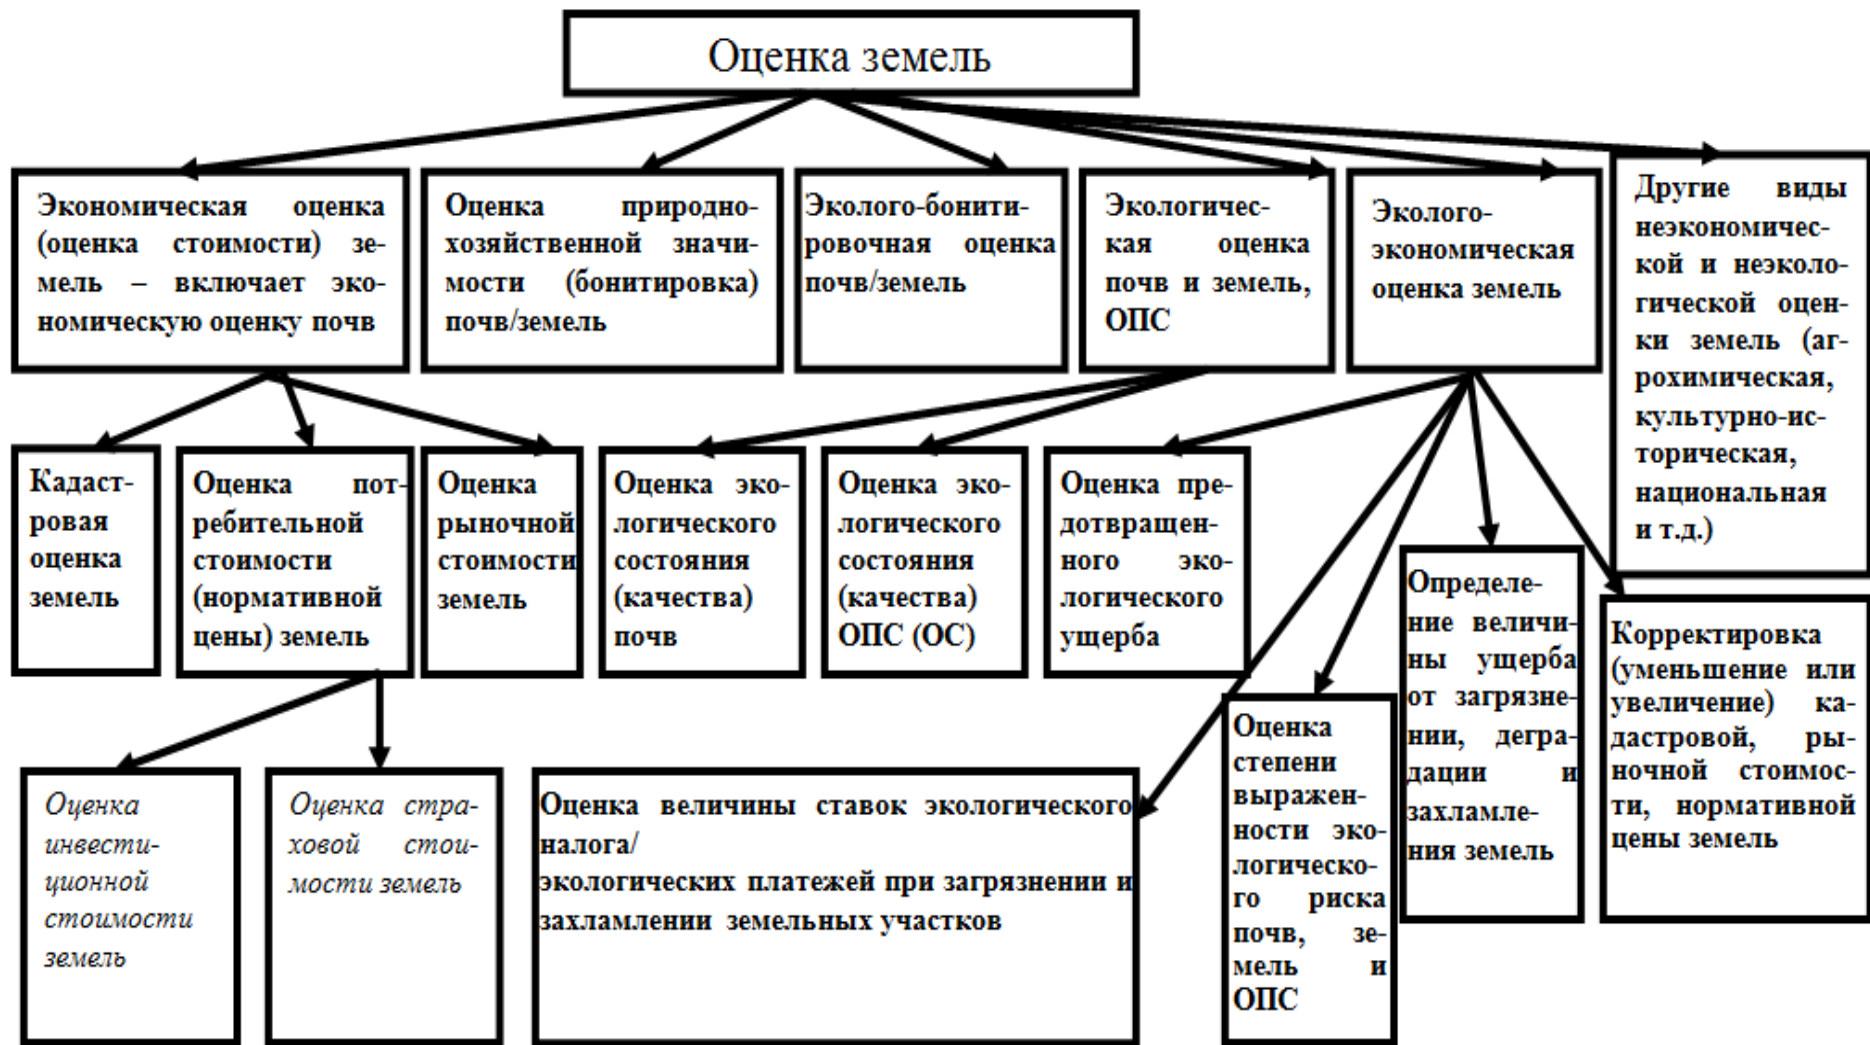 Оценка земель
Экономическая оценка
(оценка стоимости) зе-
мель – включает эко-
номическую оценку почв
Оценка природно-
хозяйственной значи-
мости (бонитировка)
почв/земель
Эколого-бонити-
ровочная оценка
почв/земель
Экологичес-
кая оценка
почв и земель,
ОПС
Эколого-
экономическая
оценка земель
Другие виды
неэкономичес-
кой и неэколо-
гической оцен-
ки земель (аг-
рохимическая,
культурно-ис-
торическая,
национальная
и т.д.)
Кадаст-
ровая
оценка
земель
Оценка пот-
ребительной
стоимости
(нормативной
цены) земель
Оценка
рыночной
стоимости
земель
Оценка эко-
логического
состояния
(качества)
почв
Оценка эко-
логического
состояния
(качества)
ОПС (ОС)
Оценка пре-
дотвращен-
ного эко-
логического
ущерба
Определе-
ние величи-
ны ущерба
от загрязне-
нии, дегра-
дации и
захламле-
ния земель
Корректировка
(уменьшение или
увеличение) ка-
дастровой, ры-
ночной стоимос-
ти, нормативной
цены земель
Оценка
инвести-
ционной
стоимости
земель
Оценка стра-
ховой стои-
мости земель
Оценка величины ставок экологического
налога/
экологических платежей при загрязнении и
захламлении земельных участков
Оценка
степени
выражен-
ности эко-
логическо-
го риска
почв, зе-
мель и
ОПС